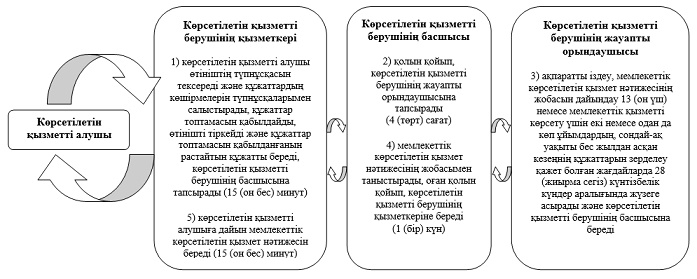 Көрсетілетін
қызметті алушы
Көрсетілетін қызметті
берушінің қызметкері
1) көрсетілетін қызметті алушы
өтініштің түпнұсқасын
тексереді және құжаттардың
көшірмелерін түпнұсқаларымен
салыстырады, құжаттар
топтамасын қабылдайды,
өтінішті тіркейді және құжаттар
топтамасын қабылданғанын
растайтын құжатты береді,
көрсетілетін қызметті
берушінің басшысына
тапсырады (15 (он бес) минут)
5) көрсетілетін қызметті
алушыға дайын мемлекеттік
көрсетілетін қызмет нәтижесін
береді (15 (он бес) минут)
Көрсетілетін қызметті
берушінің басшысы
2) қолын қойып,
көрсетілетін қызметті
берушінің жауапты
орындаушысына
тапсырады
(4 (төрт) сағат)
4) мемлекеттік
көрсетілетін қызмет
нәтижесінің жобасымен
таныстырады, оған қолын
қойып, көрсетілетін
қызметті берушінің
қызметкеріне береді
(1 (бір) күн)
Көрсетілетін қызметті
берушінің жауапты
орындаушысы
3) ақпаратты іздеу, мемлекеттік
көрсетілетін қызмет нәтижесінің
жобасын дайындау 13 (он үш)
немесе мемлекеттік қызметті
көрсету үшін екі немесе одан да
көп ұйымдардың, сондай-ақ
уақыты бес жылдан асқан
кезеңнің құжаттарын зерделеу
қажет болған жағдайларда 28
(жиырма сегіз) күнтізбелік
күндер аралығында жүзеге
асырады және көрсетілетін
қызметті берушінің басшысына
береді